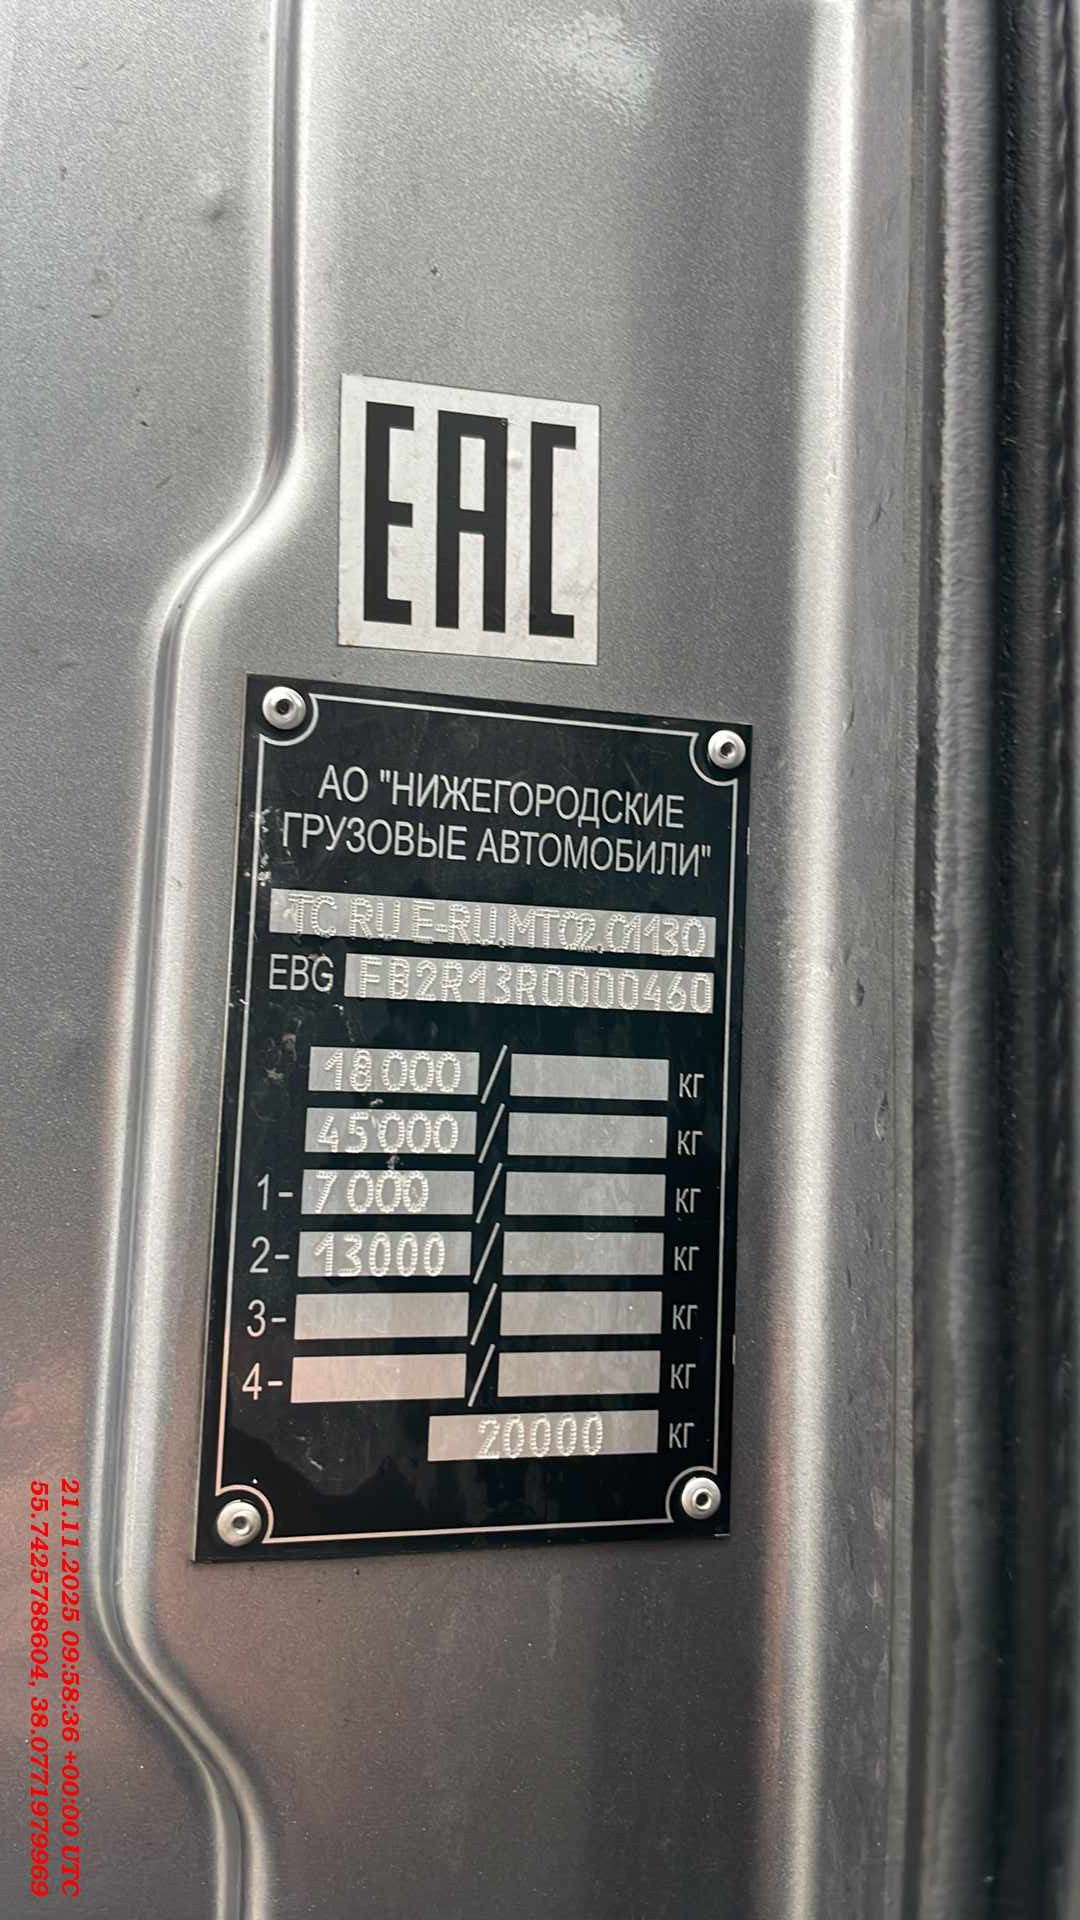 EAC
АО "НИЖЕГОРОДСКИЕ
ГРУЗОВЫЕ АВТОМОБИЛИ"
ТС RU E-RU.MT02.01130
EBG FB2R13R0000460
18000 / КГ
45000 / КГ
1- 7000 / КГ
2- 13000 / КГ
3- / КГ
4- / КГ
20000 КГ
21.11.2025 09:58:36 +00:00 UTC
55.7425788604, 38.0771979969